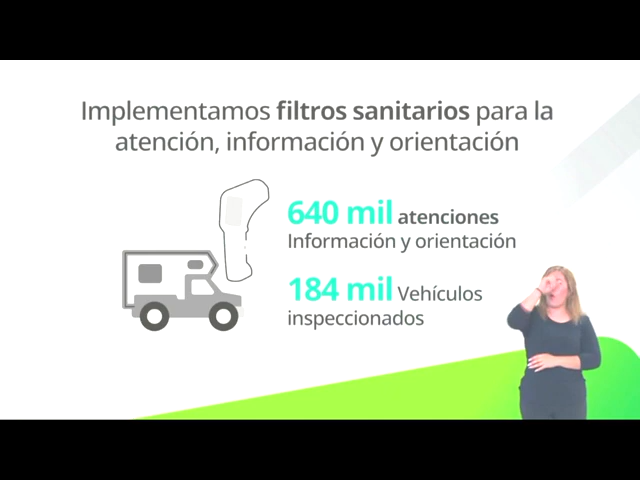 Implementamos filtros sanitarios para la
atención, información y orientación
640 mil atenciones
Información y orientación
184 mil Vehículos
inspeccionados